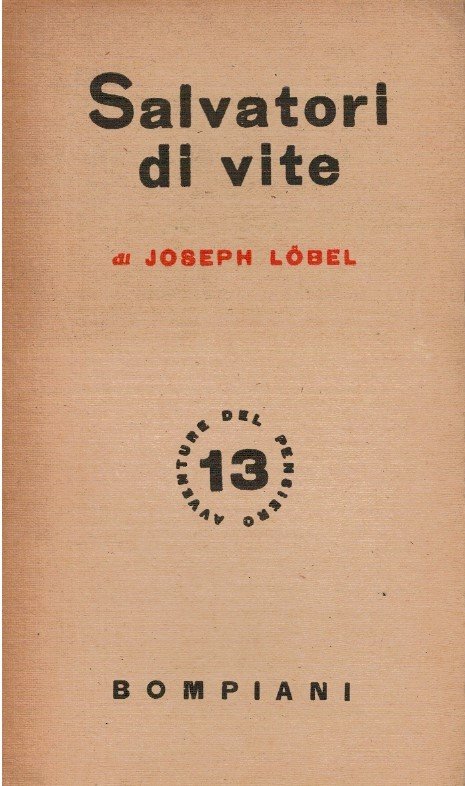 Salvatori
di vite
di JOSEPH LÖBEL
AVVENTURE DEL PENSIERO
13
BOMPIANI